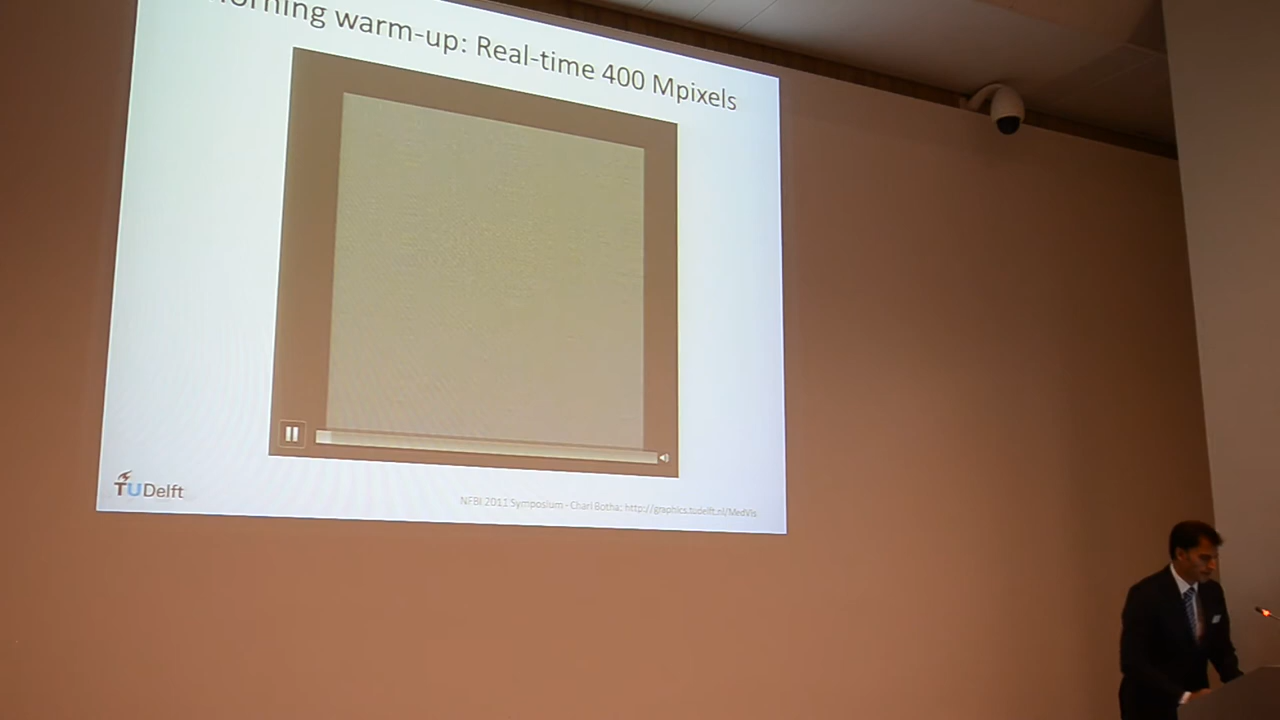 orning warm-up: Real-time 400 Mpixels
TUDelft
NFBI 2011 Symposium - Charl Botha: http://graphics.tudelft.nl/MedVis